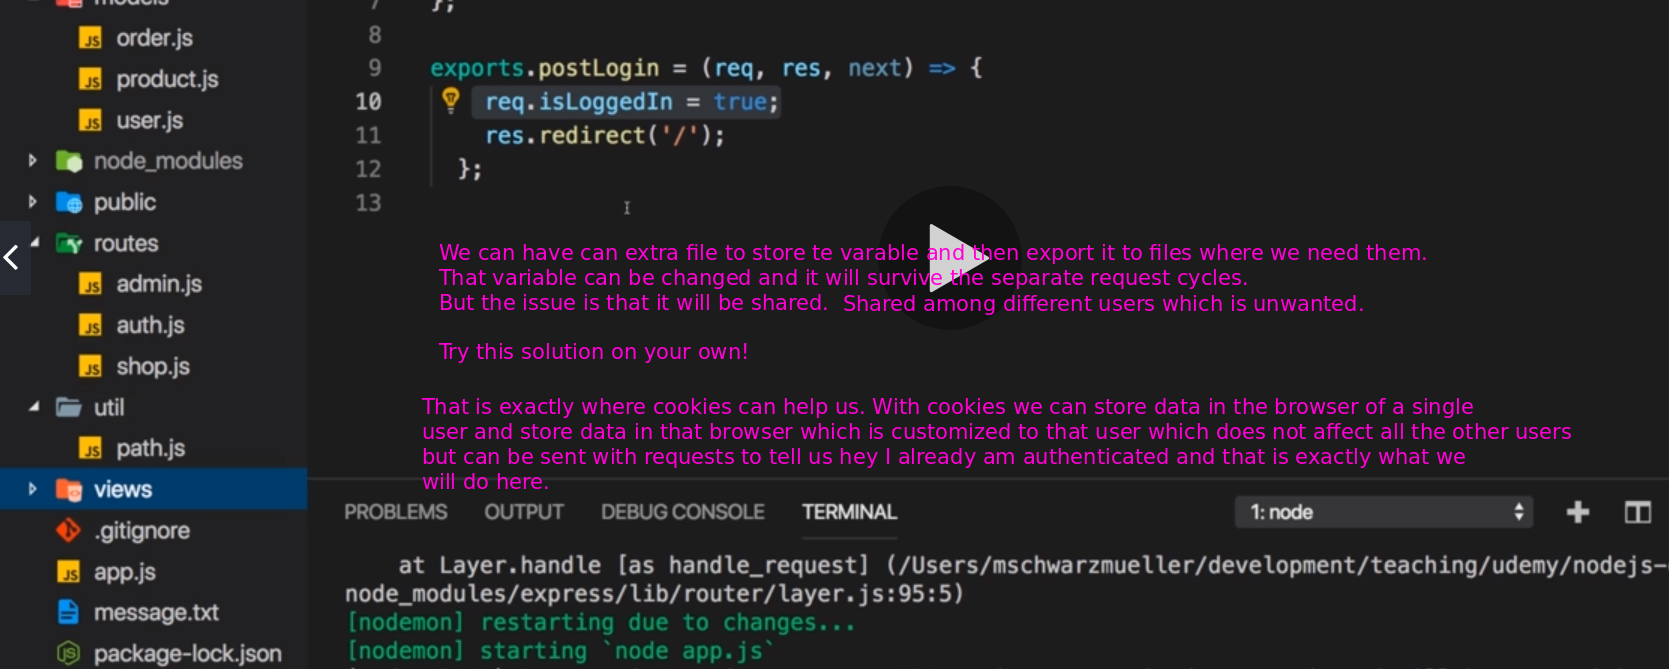 models
order.js
product.js
user.js
node_modules
public
routes
admin.js
auth.js
shop.js
util
path.js
views
.gitignore
app.js
message.txt
package-lock.json
7 };
8
9 exports.postLogin = (req, res, next) => {
10 req.isLoggedIn = true;
11 res.redirect('/');
12 };
13
We can have can extra file to store te varable and then export it to files where we need them.
That variable can be changed and it will survive the separate request cycles.
But the issue is that it will be shared. Shared among different users which is unwanted.
Try this solution on your own!
That is exactly where cookies can help us. With cookies we can store data in the browser of a single
user and store data in that browser which is customized to that user which does not affect all the other users
but can be sent with requests to tell us hey I already am authenticated and that is exactly what we
will do here.
PROBLEMS OUTPUT DEBUG CONSOLE TERMINAL 1: node
at Layer.handle [as handle_request] (/Users/mschwarzmueller/development/teaching/udemy/nodejs-
node_modules/express/lib/router/layer.js:95:5)
[nodemon] restarting due to changes...
[nodemon] starting `node app.js`